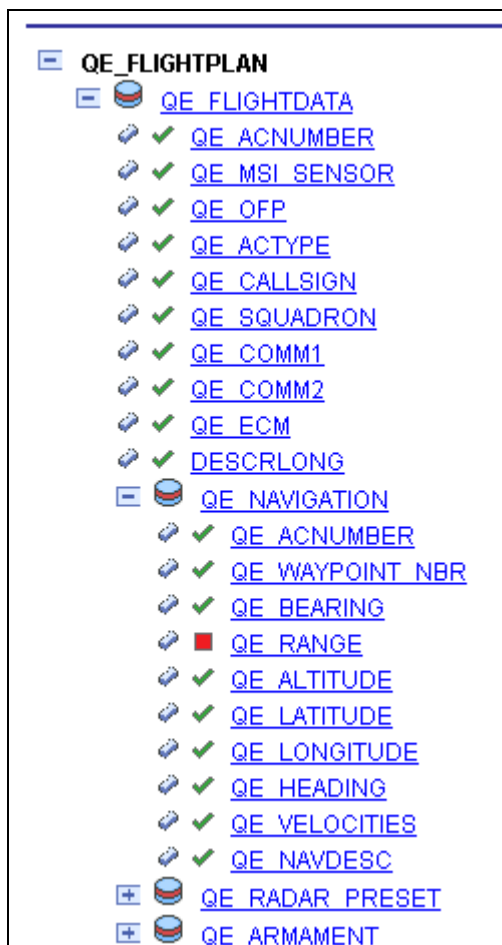 QE_FLIGHTPLAN
QE_FLIGHTDATA
QE_ACNUMBER
QE_MSI_SENSOR
QE_OFP
QE_ACTYPE
QE_CALLSIGN
QE_SQUADRON
QE_COMM1
QE_COMM2
QE_ECM
DESCRLONG
QE_NAVIGATION
QE_ACNUMBER
QE_WAYPOINT_NBR
QE_BEARING
QE_RANGE
QE_ALTITUDE
QE_LATITUDE
QE_LONGITUDE
QE_HEADING
QE_VELOCITIES
QE_NAVDESC
QE_RADAR_PRESET
QE_ARMAMENT